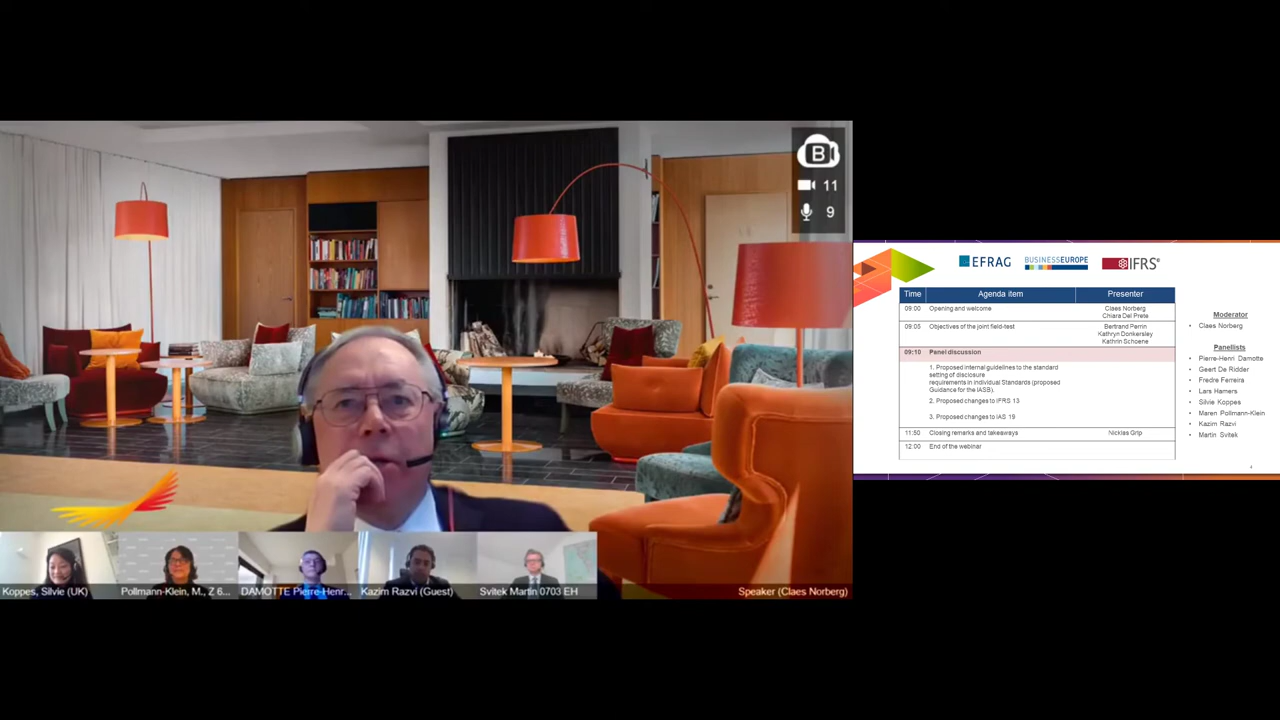 B
11
9
Koppes, Silvie (UK)
Pollmann-Klein, M., Z 6...
DAMOTTE Pierre-Henr...
Kazim Razvi (Guest)
Svitek Martin 0703 EH
Speaker (Claes Norberg)
EFRAG
BUSINESSEUROPE
IFRS®
Time Agenda item Presenter
09:00 Opening and welcome Claes Norberg
Chiara Del Prete
09:05 Objectives of the joint field-test Bertrand Perrin
Kathryn Donkersley
Kathrin Schoene
09:10 Panel discussion
1. Proposed internal guidelines to the standard
setting of disclosure
requirements in individual Standards (proposed
Guidance for the IASB).
2. Proposed changes to IFRS 13
3. Proposed changes to IAS 19
11:50 Closing remarks and takeaways Nicklas Grip
12:00 End of the webinar
Moderator
• Claes Norberg
Panellists
• Pierre-Henri Damotte
• Geert De Ridder
• Fredre Ferreira
• Lars Hamers
• Silvie Koppes
• Maren Pollmann-Klein
• Kazim Razvi
• Martin Svitek